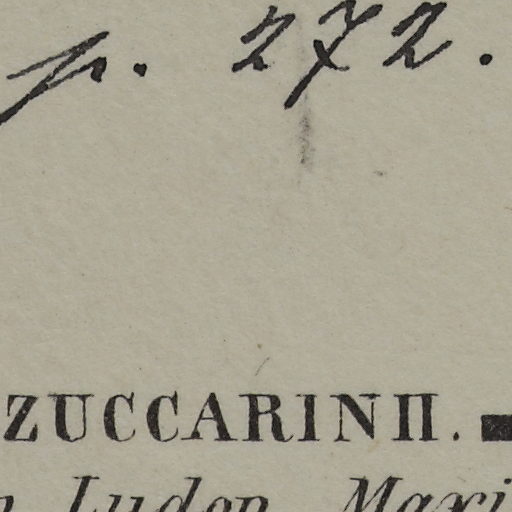 p. 272.
ZUCCARINII.
Ludov. Maxi